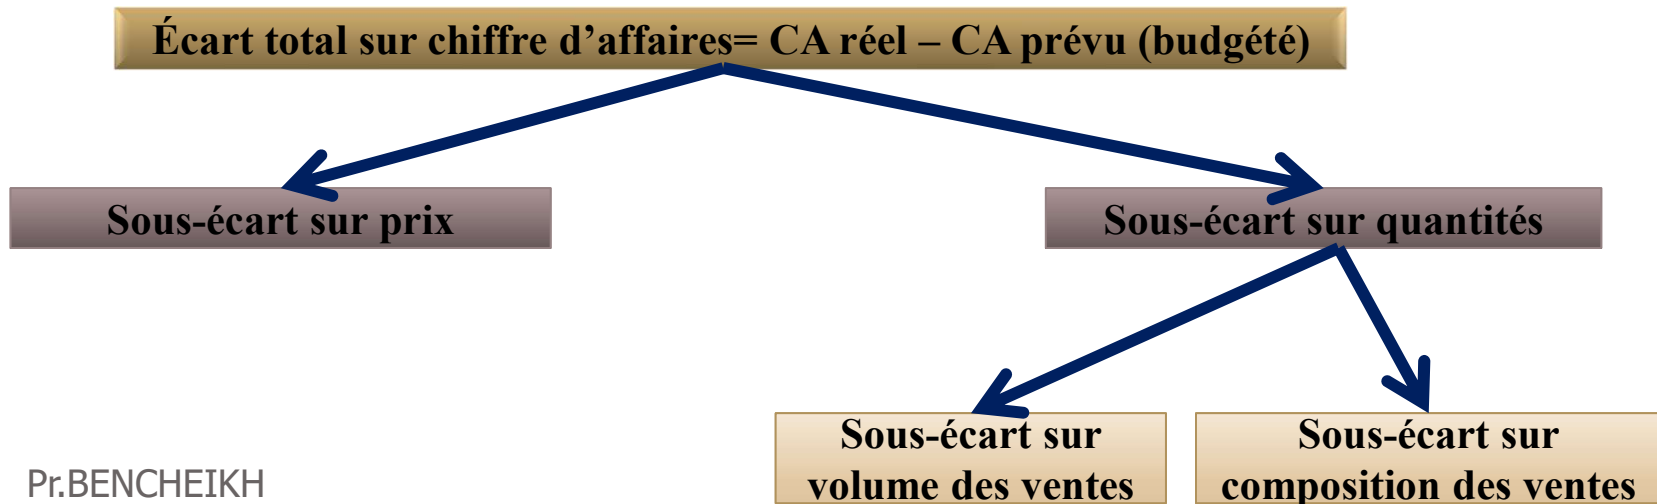 Écart total sur chiffre d’affaires= CA réel – CA prévu (budgété)
Sous-écart sur prix
Sous-écart sur quantités
Sous-écart sur
volume des ventes
Sous-écart sur
composition des ventes
Pr.BENCHEIKH